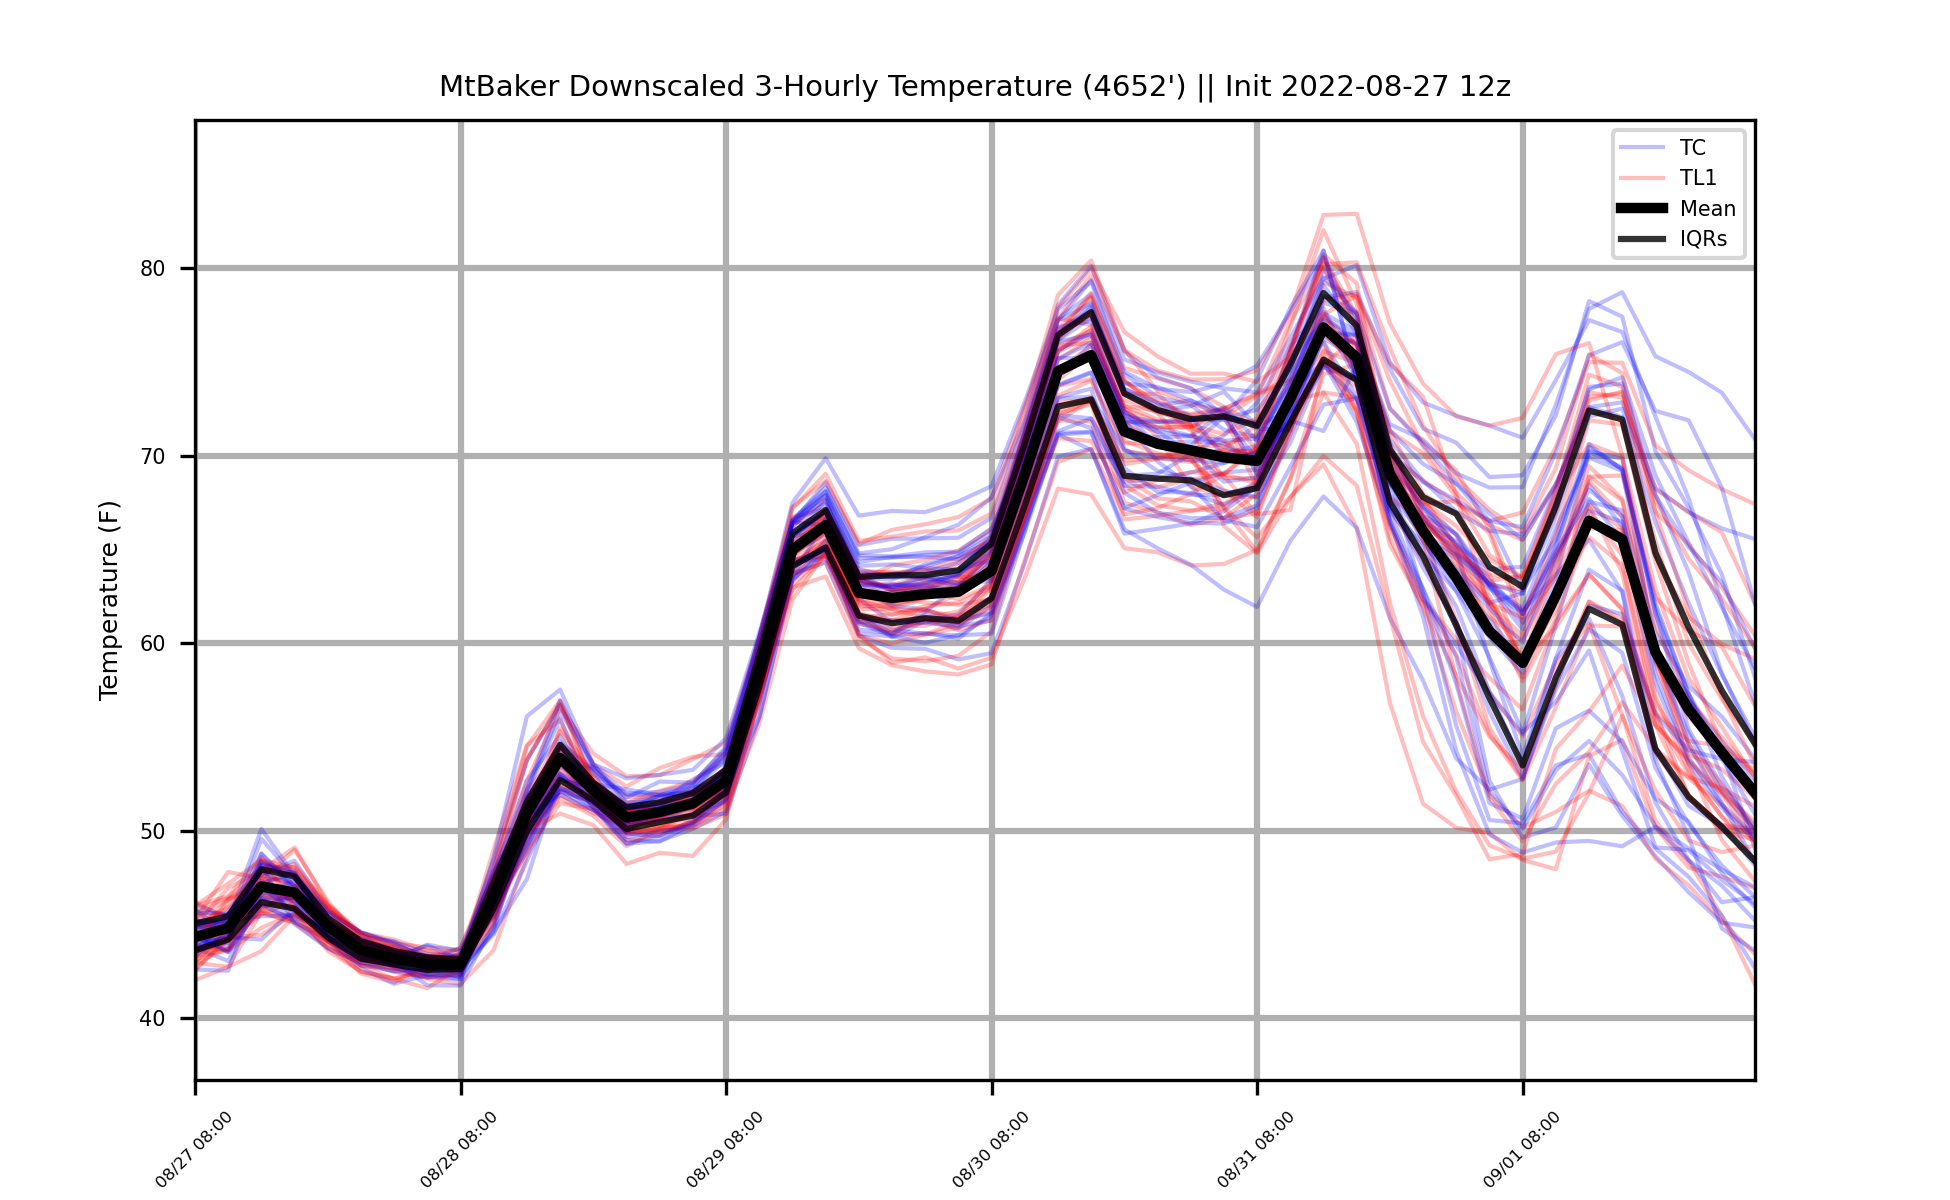 MtBaker Downscaled 3-Hourly Temperature (4652') || Init 2022-08-27 12z
TC
TL1
Mean
IQRs
Temperature (F)
80
70
60
50
40
08/27 08:00
08/28 08:00
08/29 08:00
08/30 08:00
08/31 08:00
09/01 08:00